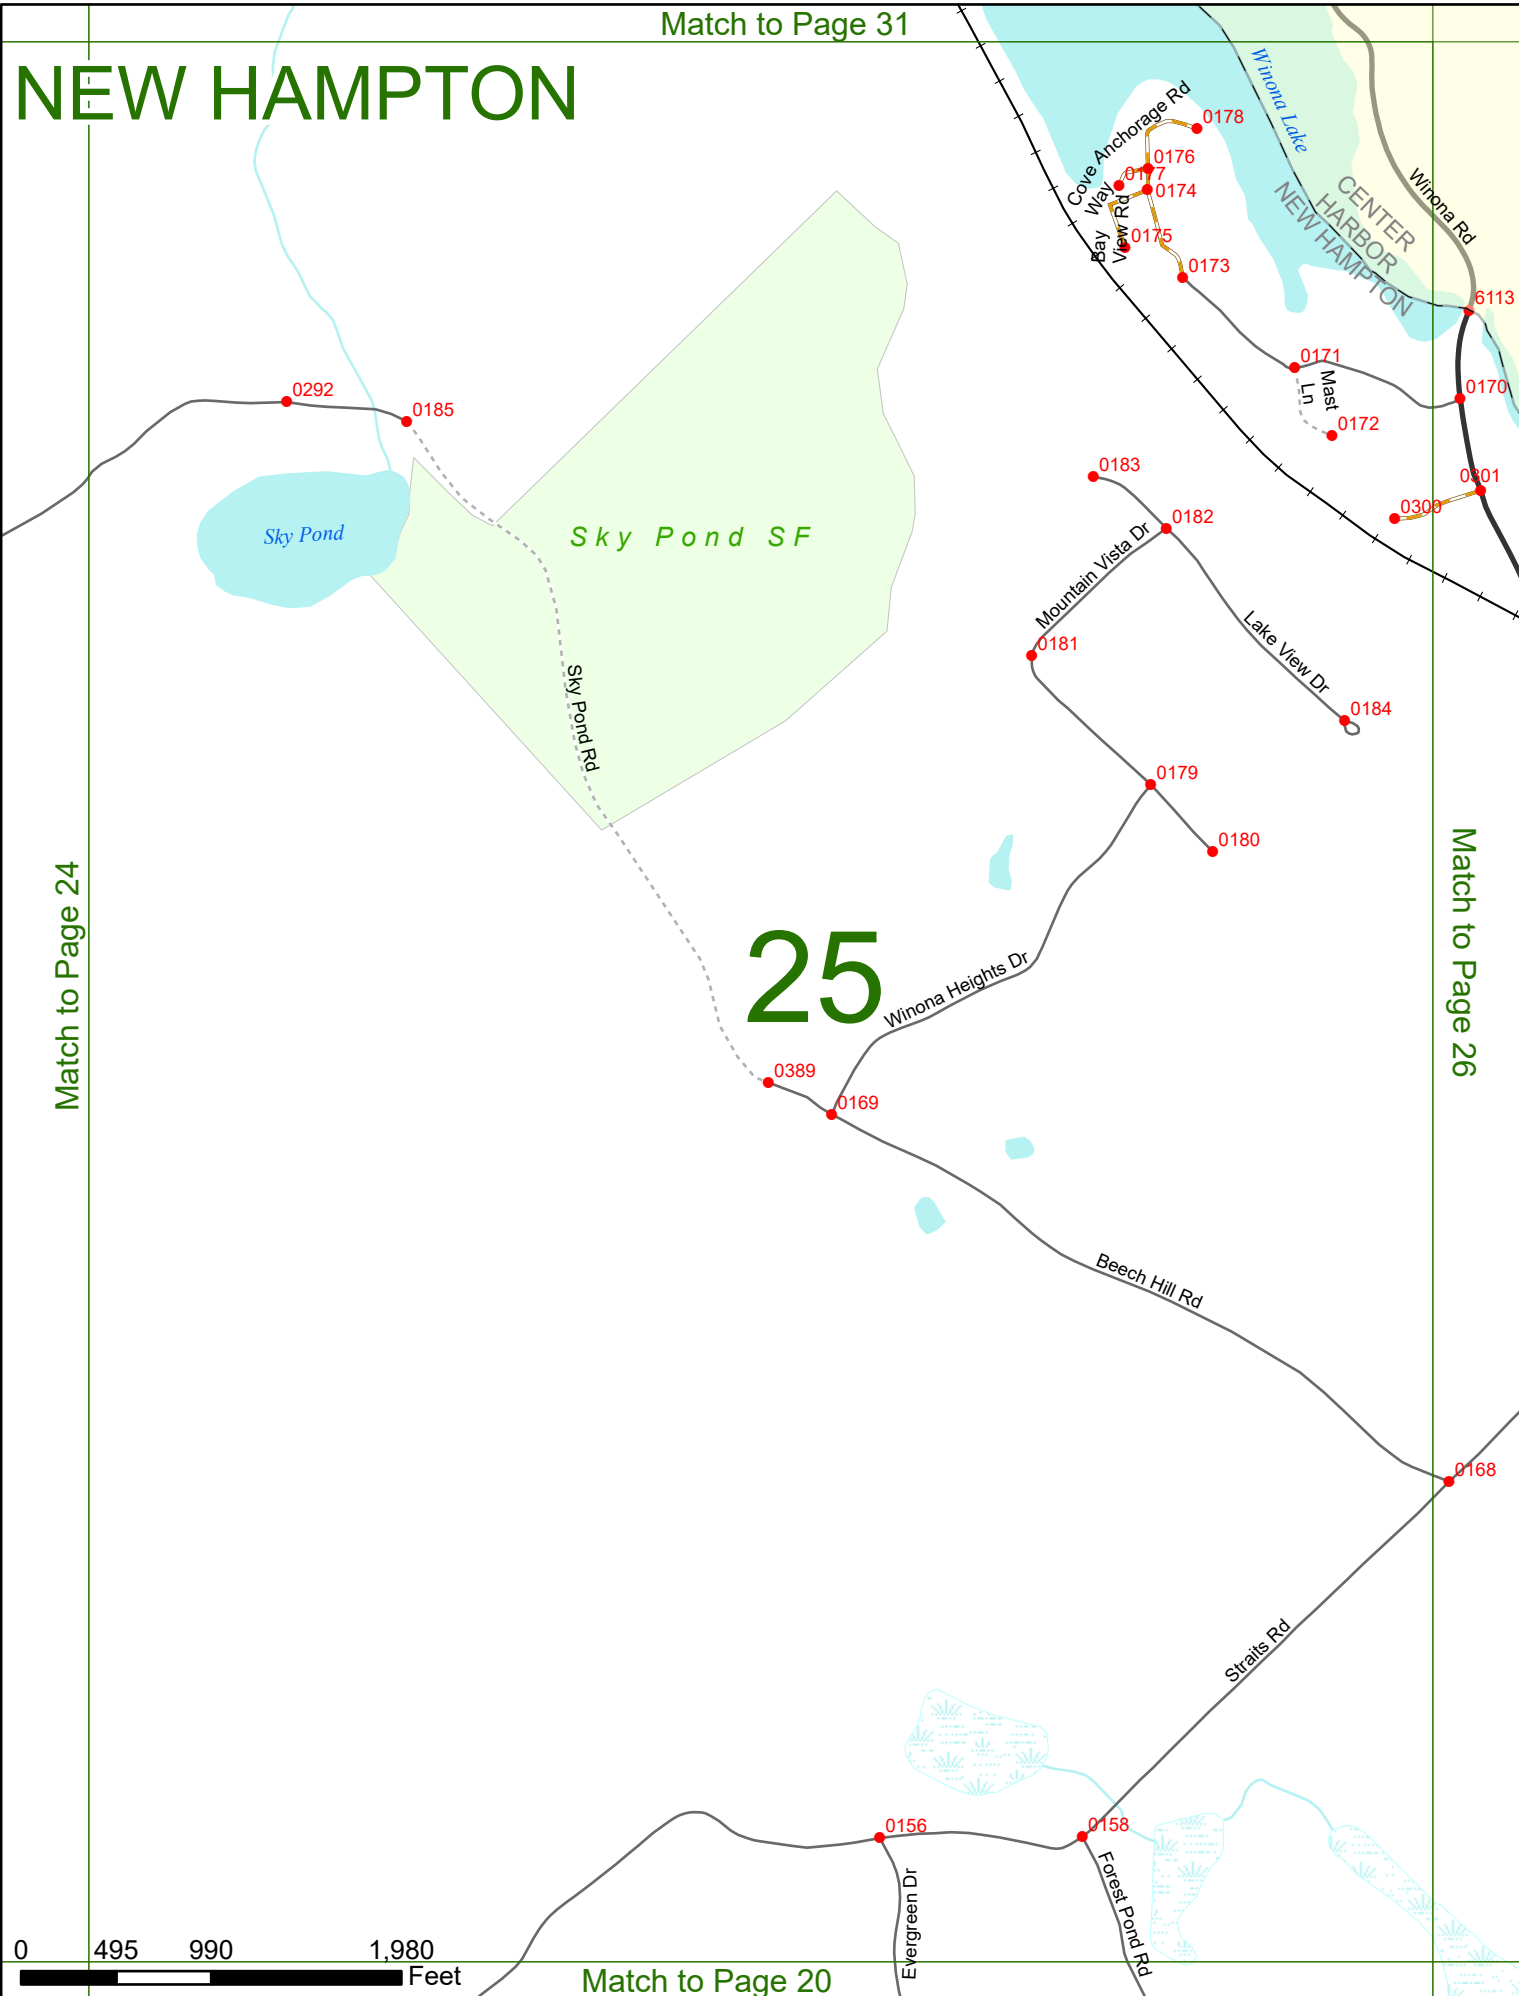 Match to Page 31
NEW HAMPTON
Winona Lake
Cove Anchorage Rd
0178
0176
0177
0174
Bay
Way
View Rd
0175
0173
CENTER
HARBOR
NEW HAMPTON
Winona Rd
6113
0171
Mast
Ln
0170
0172
0292
0185
0183
0301
0300
0182
Sky Pond
Sky Pond SF
Mountain Vista Dr
0181
Lake View Dr
0184
Sky Pond Rd
0179
0180
Match to Page 24
Match to Page 26
25
Winona Heights Dr
0389
0169
Beech Hill Rd
0168
Straits Rd
0156
0158
Evergreen Dr
Forest Pond Rd
0 495 990 1,980
Feet
Match to Page 20